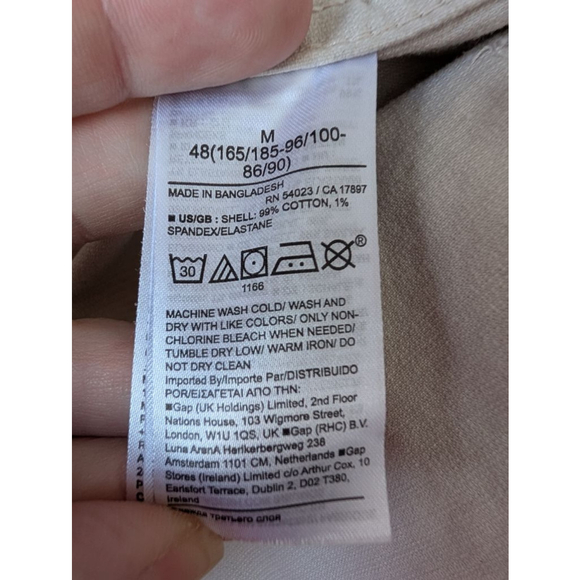 M
48(165/185-96/100-
86/90)
MADE IN BANGLADESH
RN 54023 / CA 17897
■ US/GB : SHELL: 99% COTTON, 1%
SPANDEX/ELASTANE
30
®
1166
MACHINE WASH COLD/ WASH AND
DRY WITH LIKE COLORS/ ONLY NON-
CHLORINE BLEACH WHEN NEEDED/
TUMBLE DRY LOW/ WARM IRON/ DO
NOT DRY CLEAN
Imported By/Importe Par/DISTRIBUIDO
POR/ΕΙΣΑΓΕΤΑΙ ΑΠΟ ΤΗΝ:
■Gap (UK Holdings) Limited, 2nd Floor
Nations House, 103 Wigmore Street,
London, W1U 1QS, UK ■Gap (RHC) B.V.
Luna ArenA Herikerbergweg 238
Amsterdam 1101 CM, Netherlands ■Gap
Stores (Ireland) Limited c/o Arthur Cox, 10
Earlsfort Terrace, Dublin 2, D02 T380,
Ireland
третьего слоя